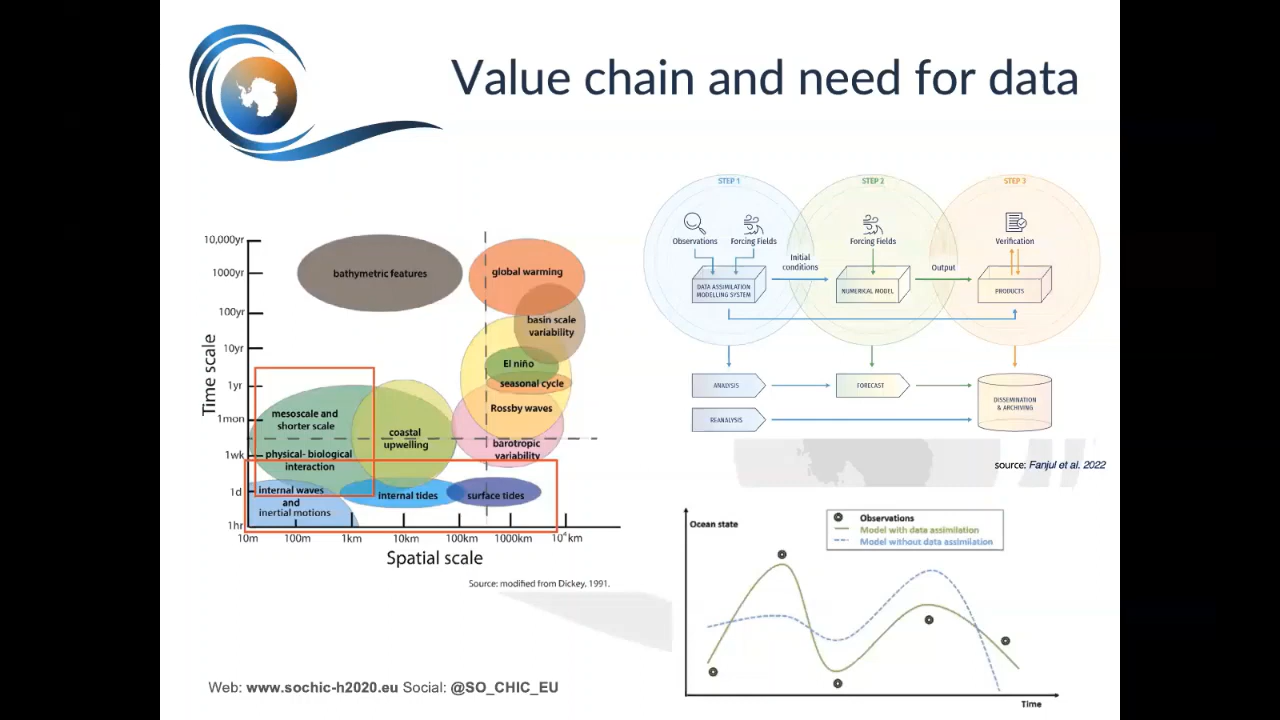 Value chain and need for data
Time scale
10,000yr
1000yr
100yr
10yr
1yr
1mon
1wk
1d
1hr
bathymetric features
global warming
basin scale
variability
El niño
seasonal cycle
Rossby waves
mesoscale and
shorter scale
coastal
upwelling
barotropic
variability
physical- biological
interaction
internal waves
and
inertial motions
internal tides
surface tides
10m
100m
1km
10km
100km
1000km
10⁴km
Spatial scale
Source: modified from Dickey, 1991.
STEP 1
STEP 2
STEP 3
Observations
Forcing Fields
Forcing Fields
Verification
Initial
conditions
Output
DATA ASSIMILATION
MODELLING SYSTEM
NUMERICAL MODEL
PRODUCTS
ANALYSIS
FORECAST
DISSEMINATION
& ARCHIVING
REANALYSIS
source: Fanjul et al. 2022
Ocean state
Observations
Model with data assimilation
Model without data assimilation
Time
Web: www.sochic-h2020.eu Social: @SO_CHIC_EU